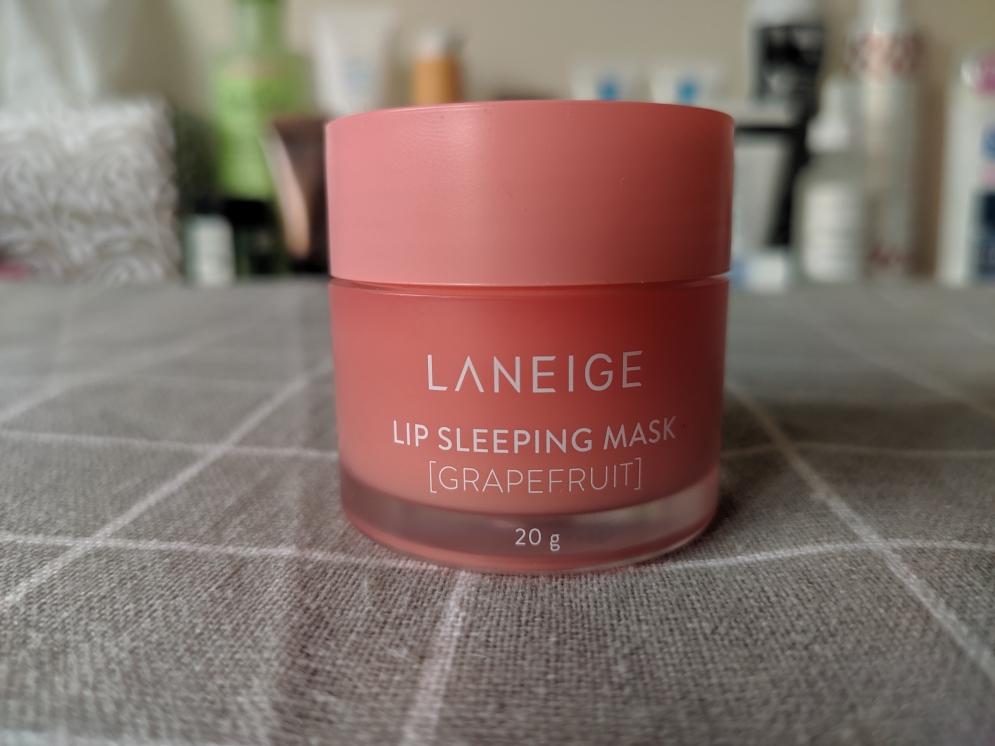 LANEIGE
LIP SLEEPING MASK
[GRAPEFRUIT]
20 g